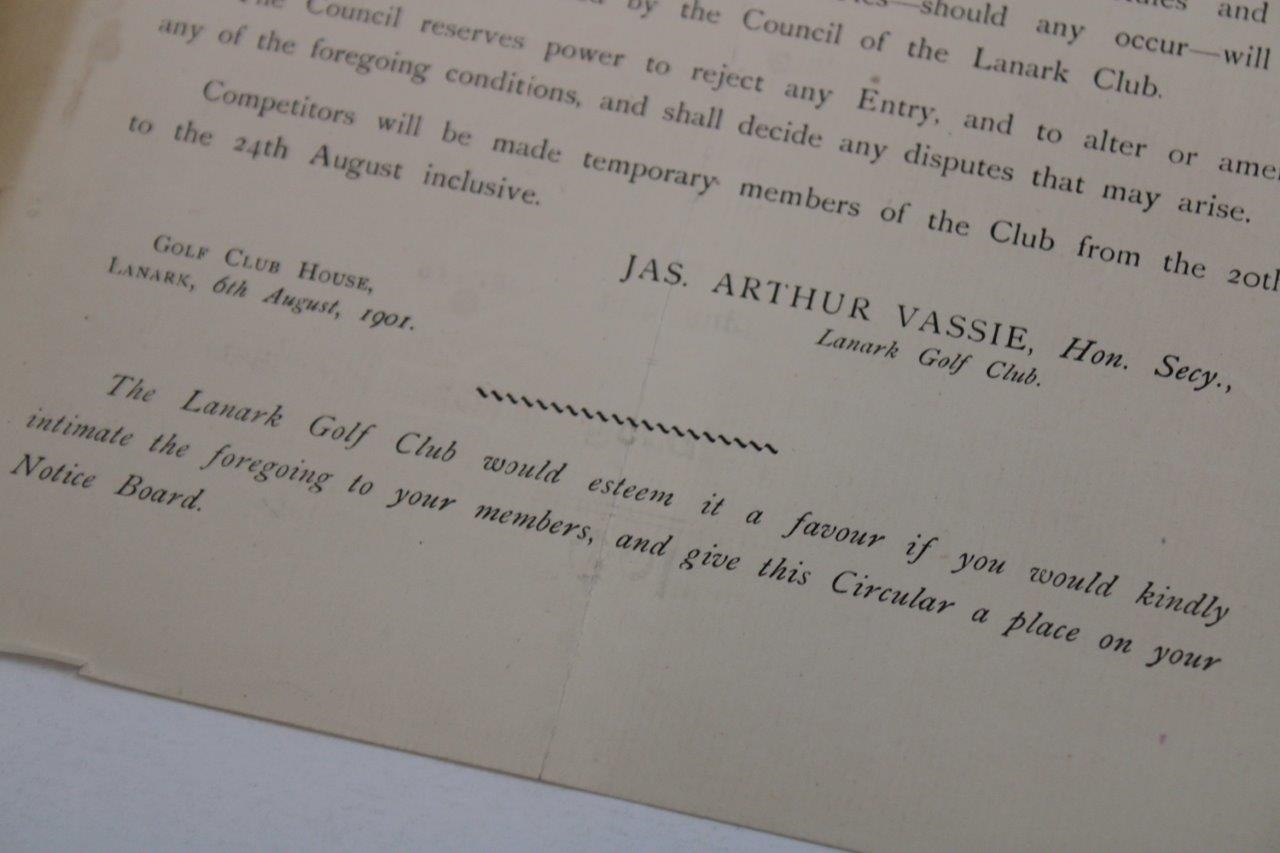 and
should any occur—will
by the Council of the Lanark Club.
The Council reserves power to reject any Entry, and to alter or
any of the foregoing conditions, and shall decide any disputes that may arise.
Competitors will be made temporary members of the Club from the 20th
to the 24th August inclusive.
GOLF CLUB HOUSE,
LANARK, 6th August, 1901.
JAS. ARTHUR VASSIE, Hon. Secy.,
Lanark Golf Club.
The Lanark Golf Club would esteem it a favour if you would kindly
intimate the foregoing to your members, and give this Circular a place on your
Notice Board.